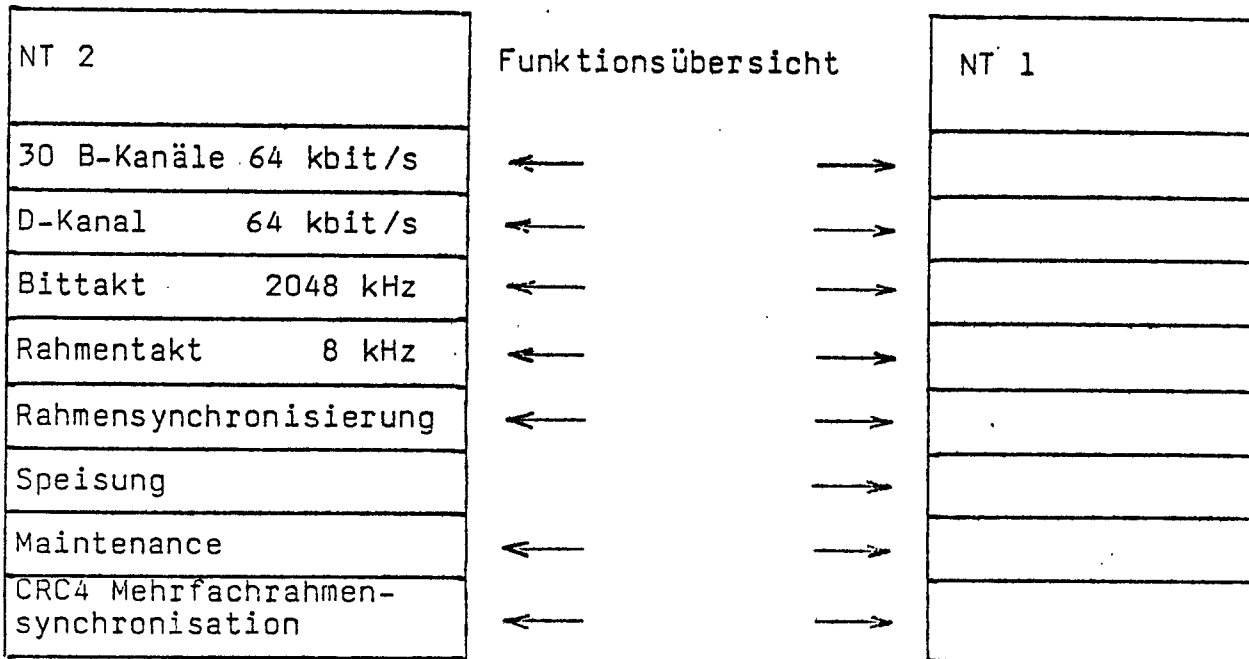 NT 2
Funktionsübersicht
NT 1
30 B-Kanäle 64 kbit/s
D-Kanal 64 kbit/s
Bittakt 2048 kHz
Rahmentakt 8 kHz
Rahmensynchronisierung
Speisung
Maintenance
CRC4 Mehrfachrahmen-
synchronisation